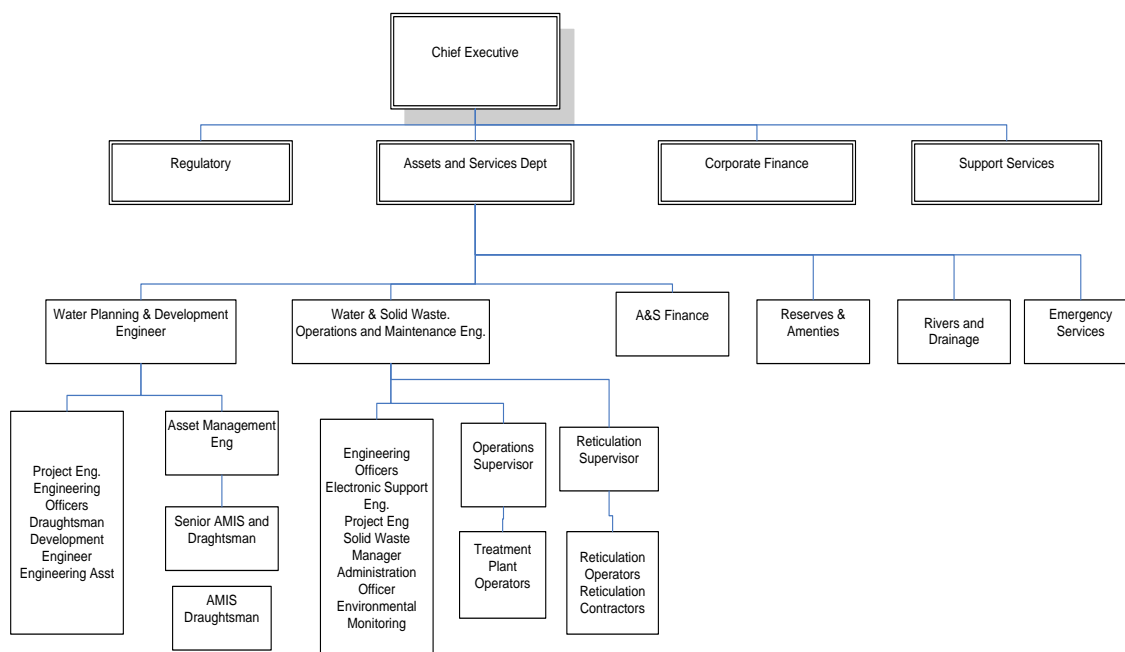 Chief Executive
Regulatory
Assets and Services Dept
Corporate Finance
Support Services
Water Planning & Development
Engineer
Water & Solid Waste.
Operations and Maintenance Eng.
A&S Finance
Reserves &
Amenties
Rivers and
Drainage
Emergency
Services
Project Eng.
Engineering
Officers
Draughtsman
Development
Engineer
Engineering Asst
Asset Management
Eng
Senior AMIS and
Draghtsman
AMIS
Draughtsman
Engineering
Officers
Electronic Support
Eng.
Project Eng
Solid Waste
Manager
Administration
Officer
Environmental
Monitoring
Operations
Supervisor
Treatment
Plant
Operators
Reticulation
Supervisor
Reticulation
Operators
Reticulation
Contractors